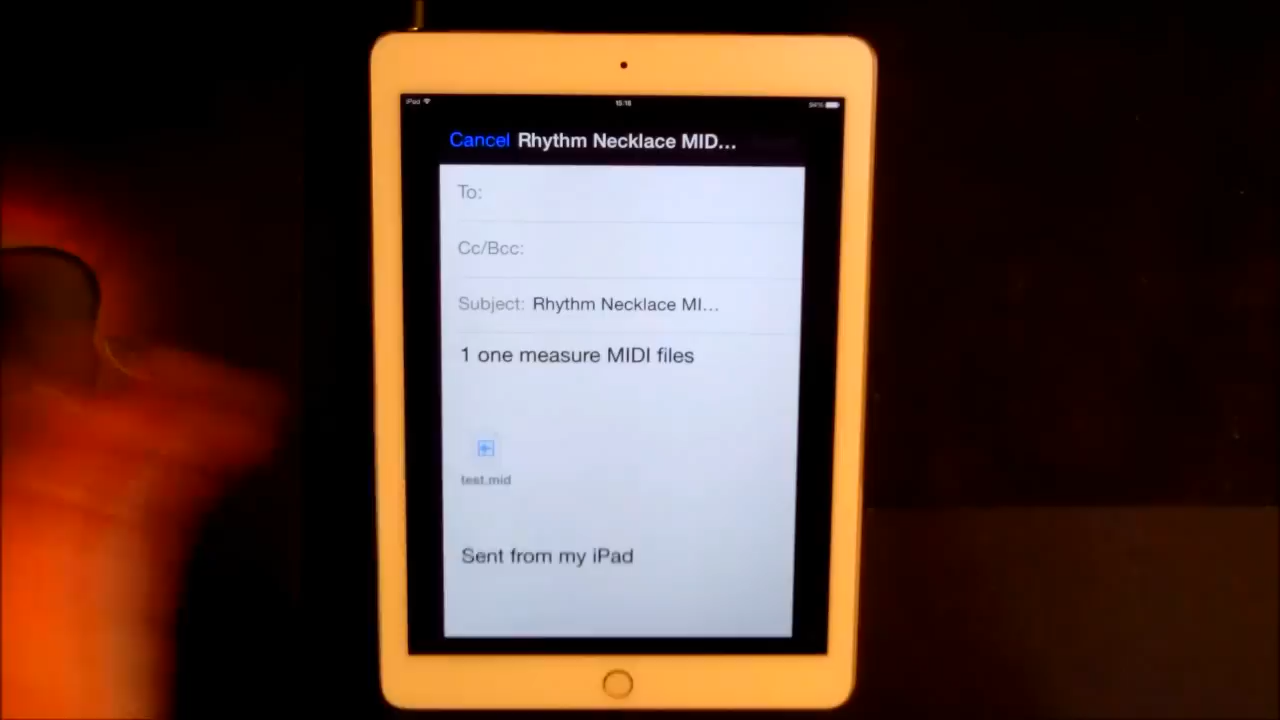 iPad
Cancel Rhythm Necklace MID...
To:
Cc/Bcc:
Subject: Rhythm Necklace MI...
1 one measure MIDI files
test.mid
Sent from my iPad